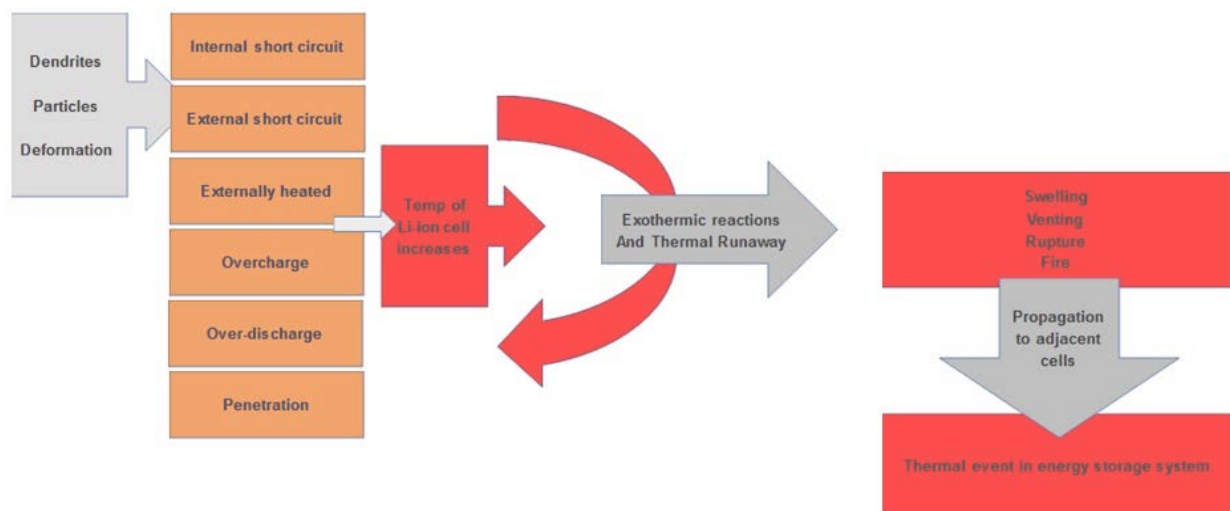 Dendrites
Particles
Deformation
Internal short circuit
External short circuit
Externally heated
Overcharge
Over-discharge
Penetration
Temp of
Li-ion cell
increases
Exothermic reactions
And Thermal Runaway
Swelling
Venting
Rupture
Fire
Propagation
to adjacent
cells
Thermal event in energy storage system